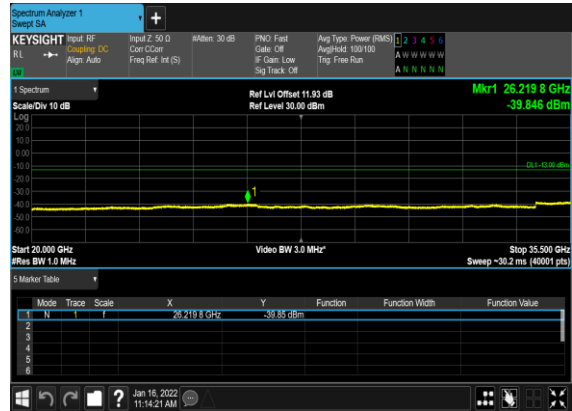 Spectrum Analyzer 1
Swept SA
+
KEYSIGHT Input: RF Input Z: 50 Ω #Atten: 30 dB PNO: Fast Avg Type: Power (RMS) 1 2 3 4 5 6
RL Coupling: DC Corr CCorr Gate: Off Avg|Hold: 100/100 A W W W W W
Align: Auto Freq Ref: Int (S) IF Gain: Low Trig: Free Run
Sig Track: Off A N N N N N
LXI
1 Spectrum Ref Lvl Offset 11.93 dB Mkr1 26.219 8 GHz
Scale/Div 10 dB Ref Level 30.00 dBm -39.846 dBm
Log
20.0
10.0
0.00
-10.0
DL1 -13.00 dBm
-20.0
-30.0
1
-40.0
-50.0
-60.0
Start 20.000 GHz Video BW 3.0 MHz* Stop 35.500 GHz
#Res BW 1.0 MHz Sweep ~30.2 ms (40001 pts)
5 Marker Table
Mode Trace Scale X Y Function Function Width Function Value
1 N 1 f 26.219 8 GHz -39.85 dBm
2
3
4
5
6
? Jan 16, 2022
11:14:21 AM